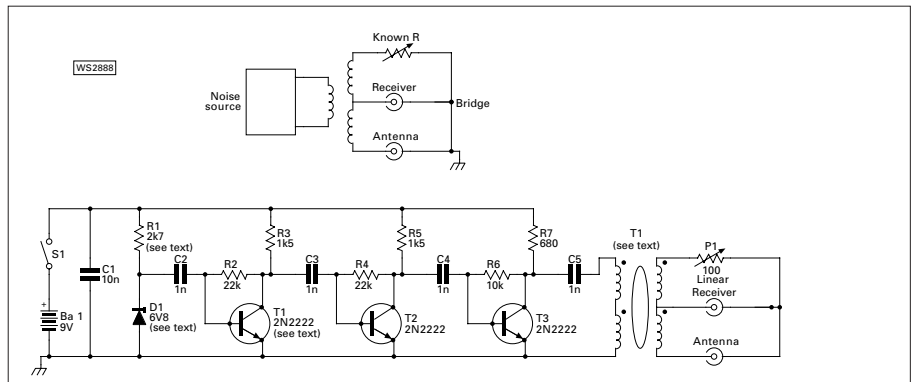 WS2888
Known R
Noise
source
Receiver
Bridge
Antenna
S1
+
Ba 1
9V
C1
10n
R1
2k7
(see text)
D1
6V8
(see text)
C2
1n
R2
22k
R3
1k5
T1
2N2222
(see text)
C3
1n
R4
22k
R5
1k5
T2
2N2222
C4
1n
R6
10k
R7
680
T3
2N2222
C5
1n
T1
(see text)
P1
100
Linear
Receiver
Antenna